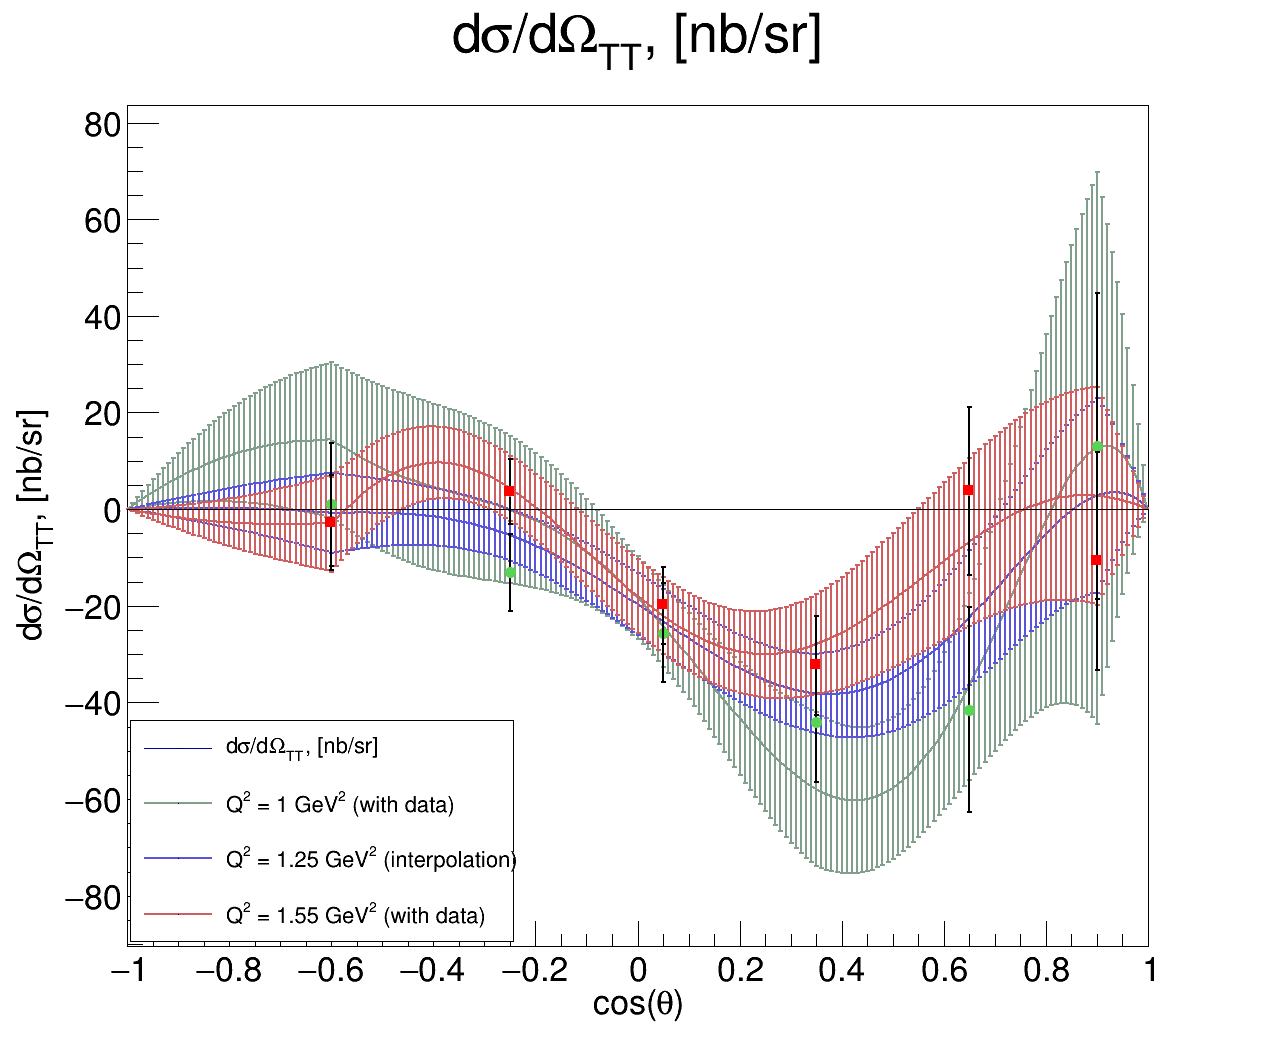 dσ/dΩ_TT, [nb/sr]
dσ/dΩ_TT, [nb/sr]
80
60
40
20
0
−20
−40
−60
−80
dσ/dΩ_TT, [nb/sr]
Q² = 1 GeV² (with data)
Q² = 1.25 GeV² (interpolation)
Q² = 1.55 GeV² (with data)
−1 −0.8 −0.6 −0.4 −0.2 0 0.2 0.4 0.6 0.8 1
cos(θ)